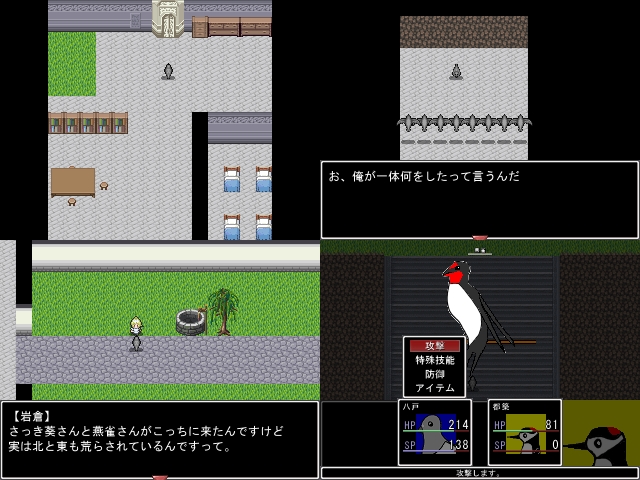 お、俺が一体何をしたって言うんだ
【岩倉】
さっき葵さんと燕雀さんがこっちに来たんですけど
実は北と東も荒らされているんですって。
攻撃
特殊技能
防御
アイテム
八戸
HP 214
SP 138
都築
HP 81
SP 0
攻撃します。